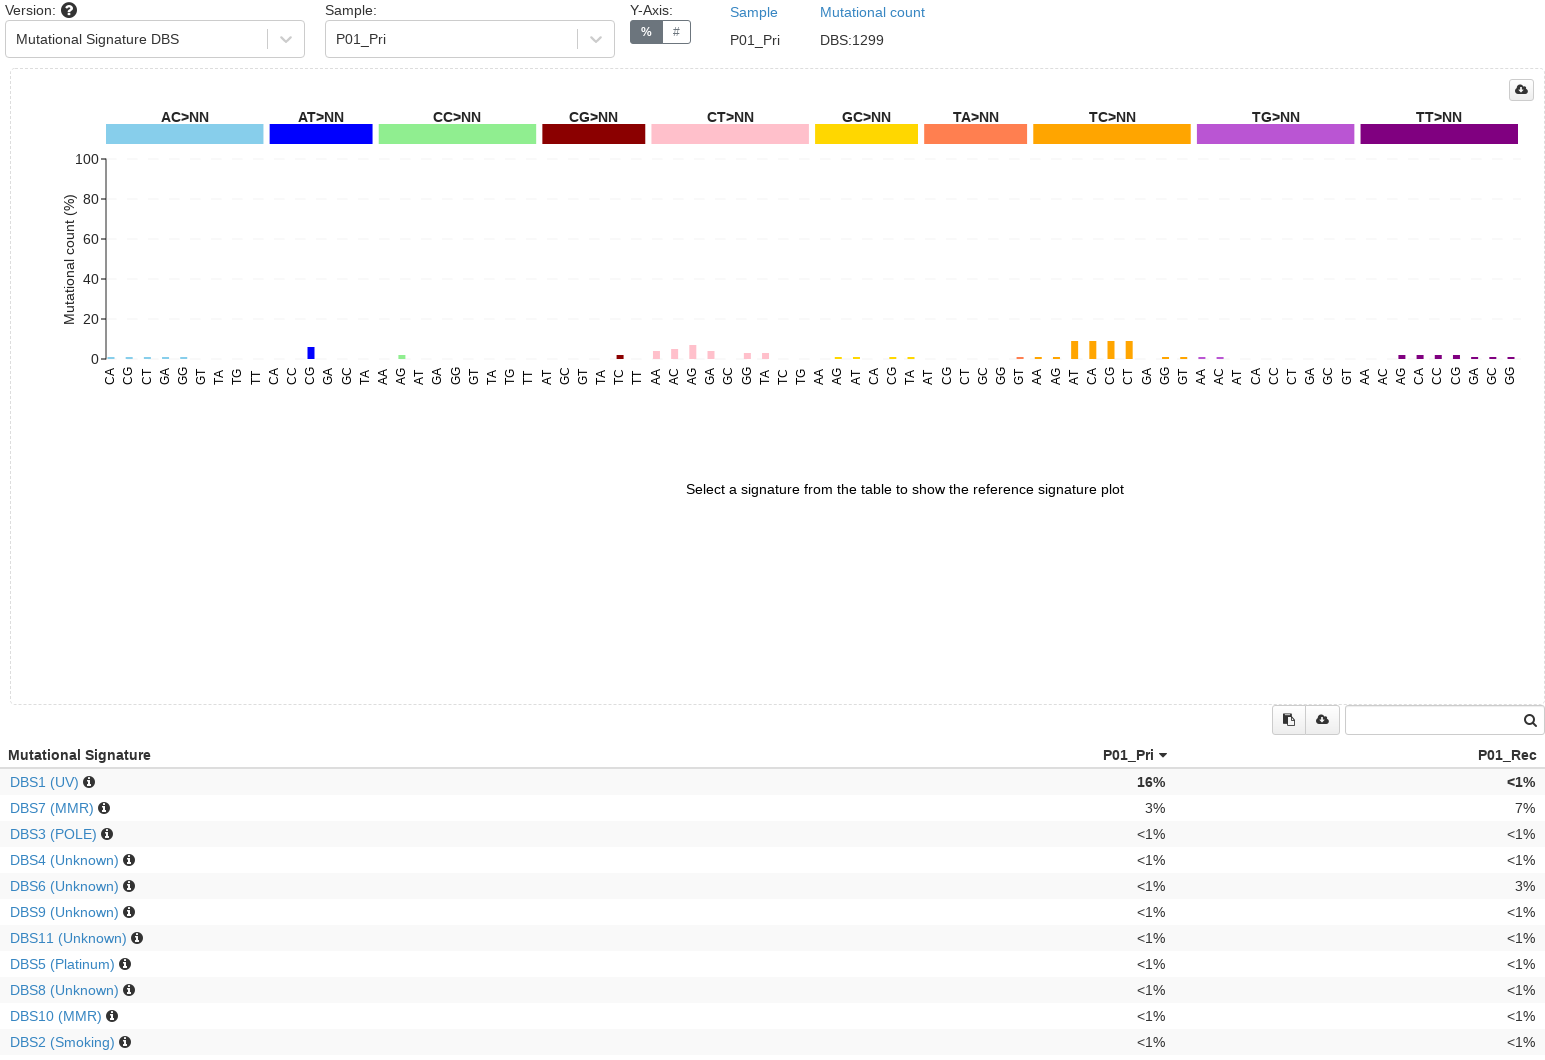 Version:
Sample:
Y-Axis:
Sample
Mutational count
Mutational Signature DBS
P01_Pri
%
#
P01_Pri
DBS:1299
AC>NN
AT>NN
CC>NN
CG>NN
CT>NN
GC>NN
TA>NN
TC>NN
TG>NN
TT>NN
Mutational count (%)
100
80
60
40
20
0
CA CG CT GA GG GT TA TG TT CA CC CG GA GC TA AA AG AT GA GG GT TA TG TT AT GC GT TA TC TT AA AC AG GA GC GG TA TC TG AA AG AT CA CG TA AT CG CT GC GG GT AA AG AT CA CG CT GA GG GT AA AC AT CA CC CT GA GC GT AA AC AG CA CC CG GA GC GG
Select a signature from the table to show the reference signature plot
Mutational Signature P01_Pri P01_Rec
DBS1 (UV) 16% <1%
DBS7 (MMR) 3% 7%
DBS3 (POLE) <1% <1%
DBS4 (Unknown) <1% <1%
DBS6 (Unknown) <1% 3%
DBS9 (Unknown) <1% <1%
DBS11 (Unknown) <1% <1%
DBS5 (Platinum) <1% <1%
DBS8 (Unknown) <1% <1%
DBS10 (MMR) <1% <1%
DBS2 (Smoking) <1% <1%